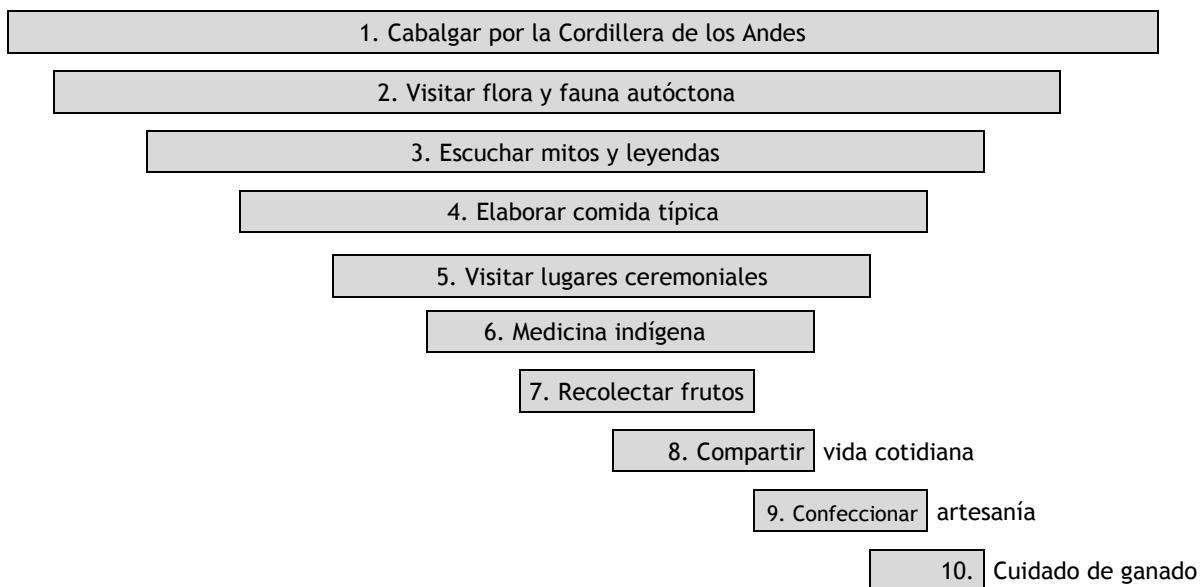 1. Cabalgar por la Cordillera de los Andes
2. Visitar flora y fauna autóctona
3. Escuchar mitos y leyendas
4. Elaborar comida típica
5. Visitar lugares ceremoniales
6. Medicina indígena
7. Recolectar frutos
8. Compartir vida cotidiana
9. Confeccionar artesanía
10. Cuidado de ganado